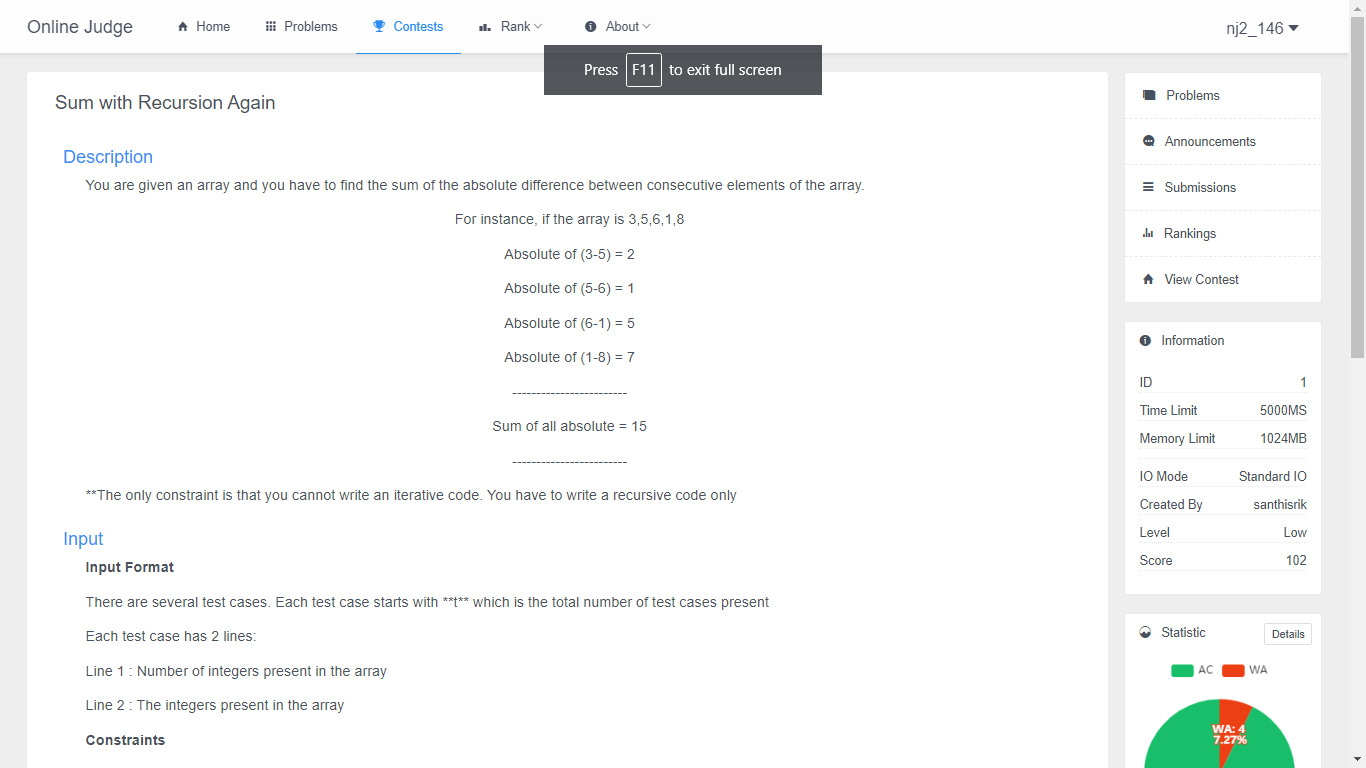 Online Judge
Home
Problems
Contests
Rank
About
nj2_146
Press F11 to exit full screen
Sum with Recursion Again
Description
You are given an array and you have to find the sum of the absolute difference between consecutive elements of the array.
For instance, if the array is 3,5,6,1,8
Absolute of (3-5) = 2
Absolute of (5-6) = 1
Absolute of (6-1) = 5
Absolute of (1-8) = 7
------------------------
Sum of all absolute = 15
------------------------
**The only constraint is that you cannot write an iterative code. You have to write a recursive code only
Input
Input Format
There are several test cases. Each test case starts with **t** which is the total number of test cases present
Each test case has 2 lines:
Line 1 : Number of integers present in the array
Line 2 : The integers present in the array
Constraints
Problems
Announcements
Submissions
Rankings
View Contest
Information
ID 1
Time Limit 5000MS
Memory Limit 1024MB
IO Mode Standard IO
Created By santhisrik
Level Low
Score 102
Statistic Details
AC WA
WA: 4
7.27%